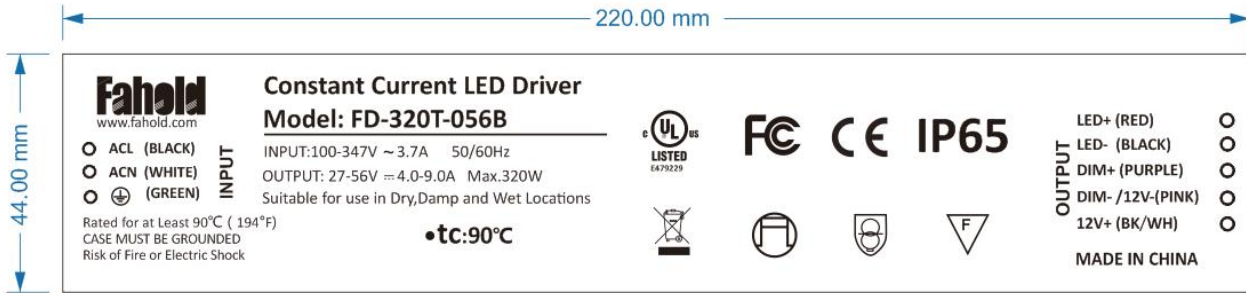 220.00 mm
44.00 mm
Fahold
www.fahold.com
ACL (BLACK)
ACN (WHITE)
(GREEN)
INPUT
Rated for at Least 90℃ ( 194°F)
CASE MUST BE GROUNDED
Risk of Fire or Electric Shock
Constant Current LED Driver
Model: FD-320T-056B
INPUT:100-347V ~ 3.7A 50/60Hz
OUTPUT: 27-56V ⎓ 4.0-9.0A Max.320W
Suitable for use in Dry,Damp and Wet Locations
•tc:90℃
c UL us
LISTED
E479229
FC
CE
IP65
F
OUTPUT
LED+ (RED)
LED- (BLACK)
DIM+ (PURPLE)
DIM- /12V-(PINK)
12V+ (BK/WH)
MADE IN CHINA